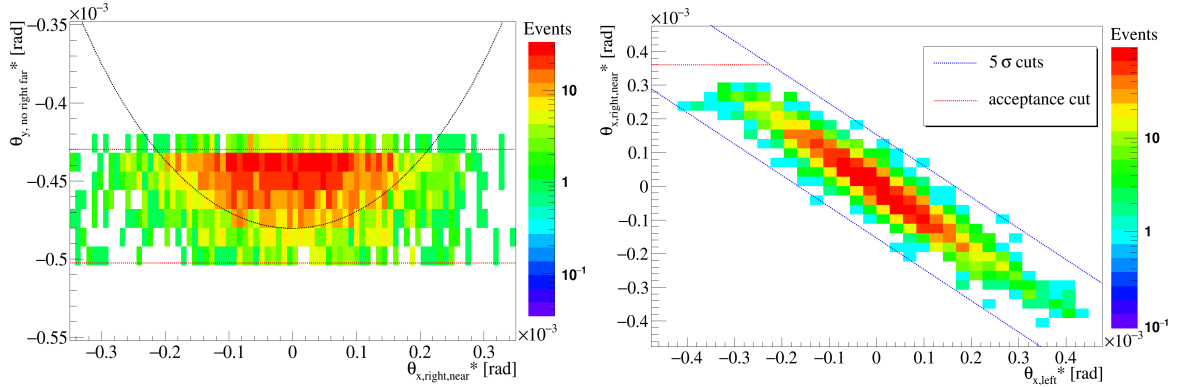 ×10⁻³
−0.35
−0.4
−0.45
−0.5
−0.55
θy, no right far* [rad]
Events
10
1
10⁻¹
−0.3 −0.2 −0.1 0 0.1 0.2 0.3
×10⁻³
θx,right,near* [rad]
×10⁻³
0.4
0.3
0.2
0.1
0
−0.1
−0.2
−0.3
−0.4
θx,right,near* [rad]
5 σ cuts
acceptance cut
Events
10
1
10⁻¹
−0.4 −0.3 −0.2 −0.1 0 0.1 0.2 0.3 0.4
×10⁻³
θx,left* [rad]